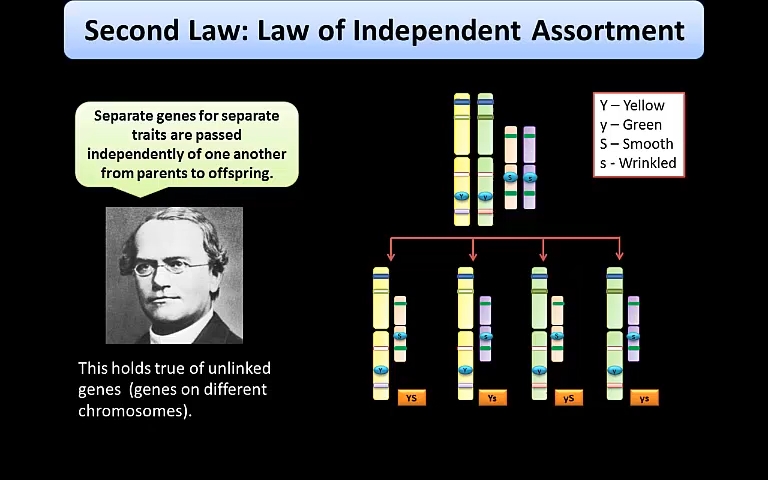 Second Law: Law of Independent Assortment
Separate genes for separate
traits are passed
independently of one another
from parents to offspring.
Y – Yellow
y – Green
S – Smooth
s - Wrinkled
This holds true of unlinked
genes (genes on different
chromosomes).
YS
Ys
yS
ys